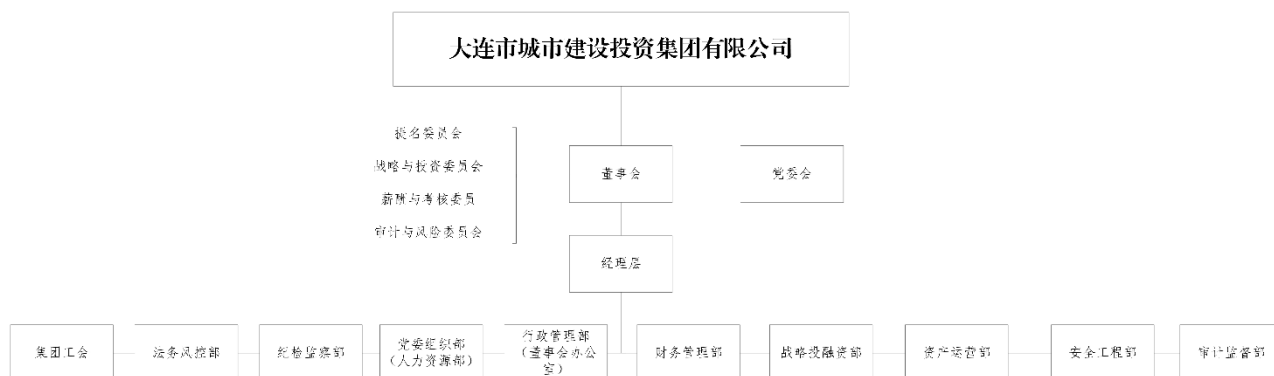 大连市城市建设投资集团有限公司
提名委员会
战略与投资委员会
薪酬与考核委员
审计与风险委员会
董事会
党委会
经理层
集团工会
法务风控部
纪检监察部
党委组织部
（人力资源部）
行政管理部
（董事会办公
室）
财务管理部
战略投融资部
资产运营部
安全工程部
审计监督部